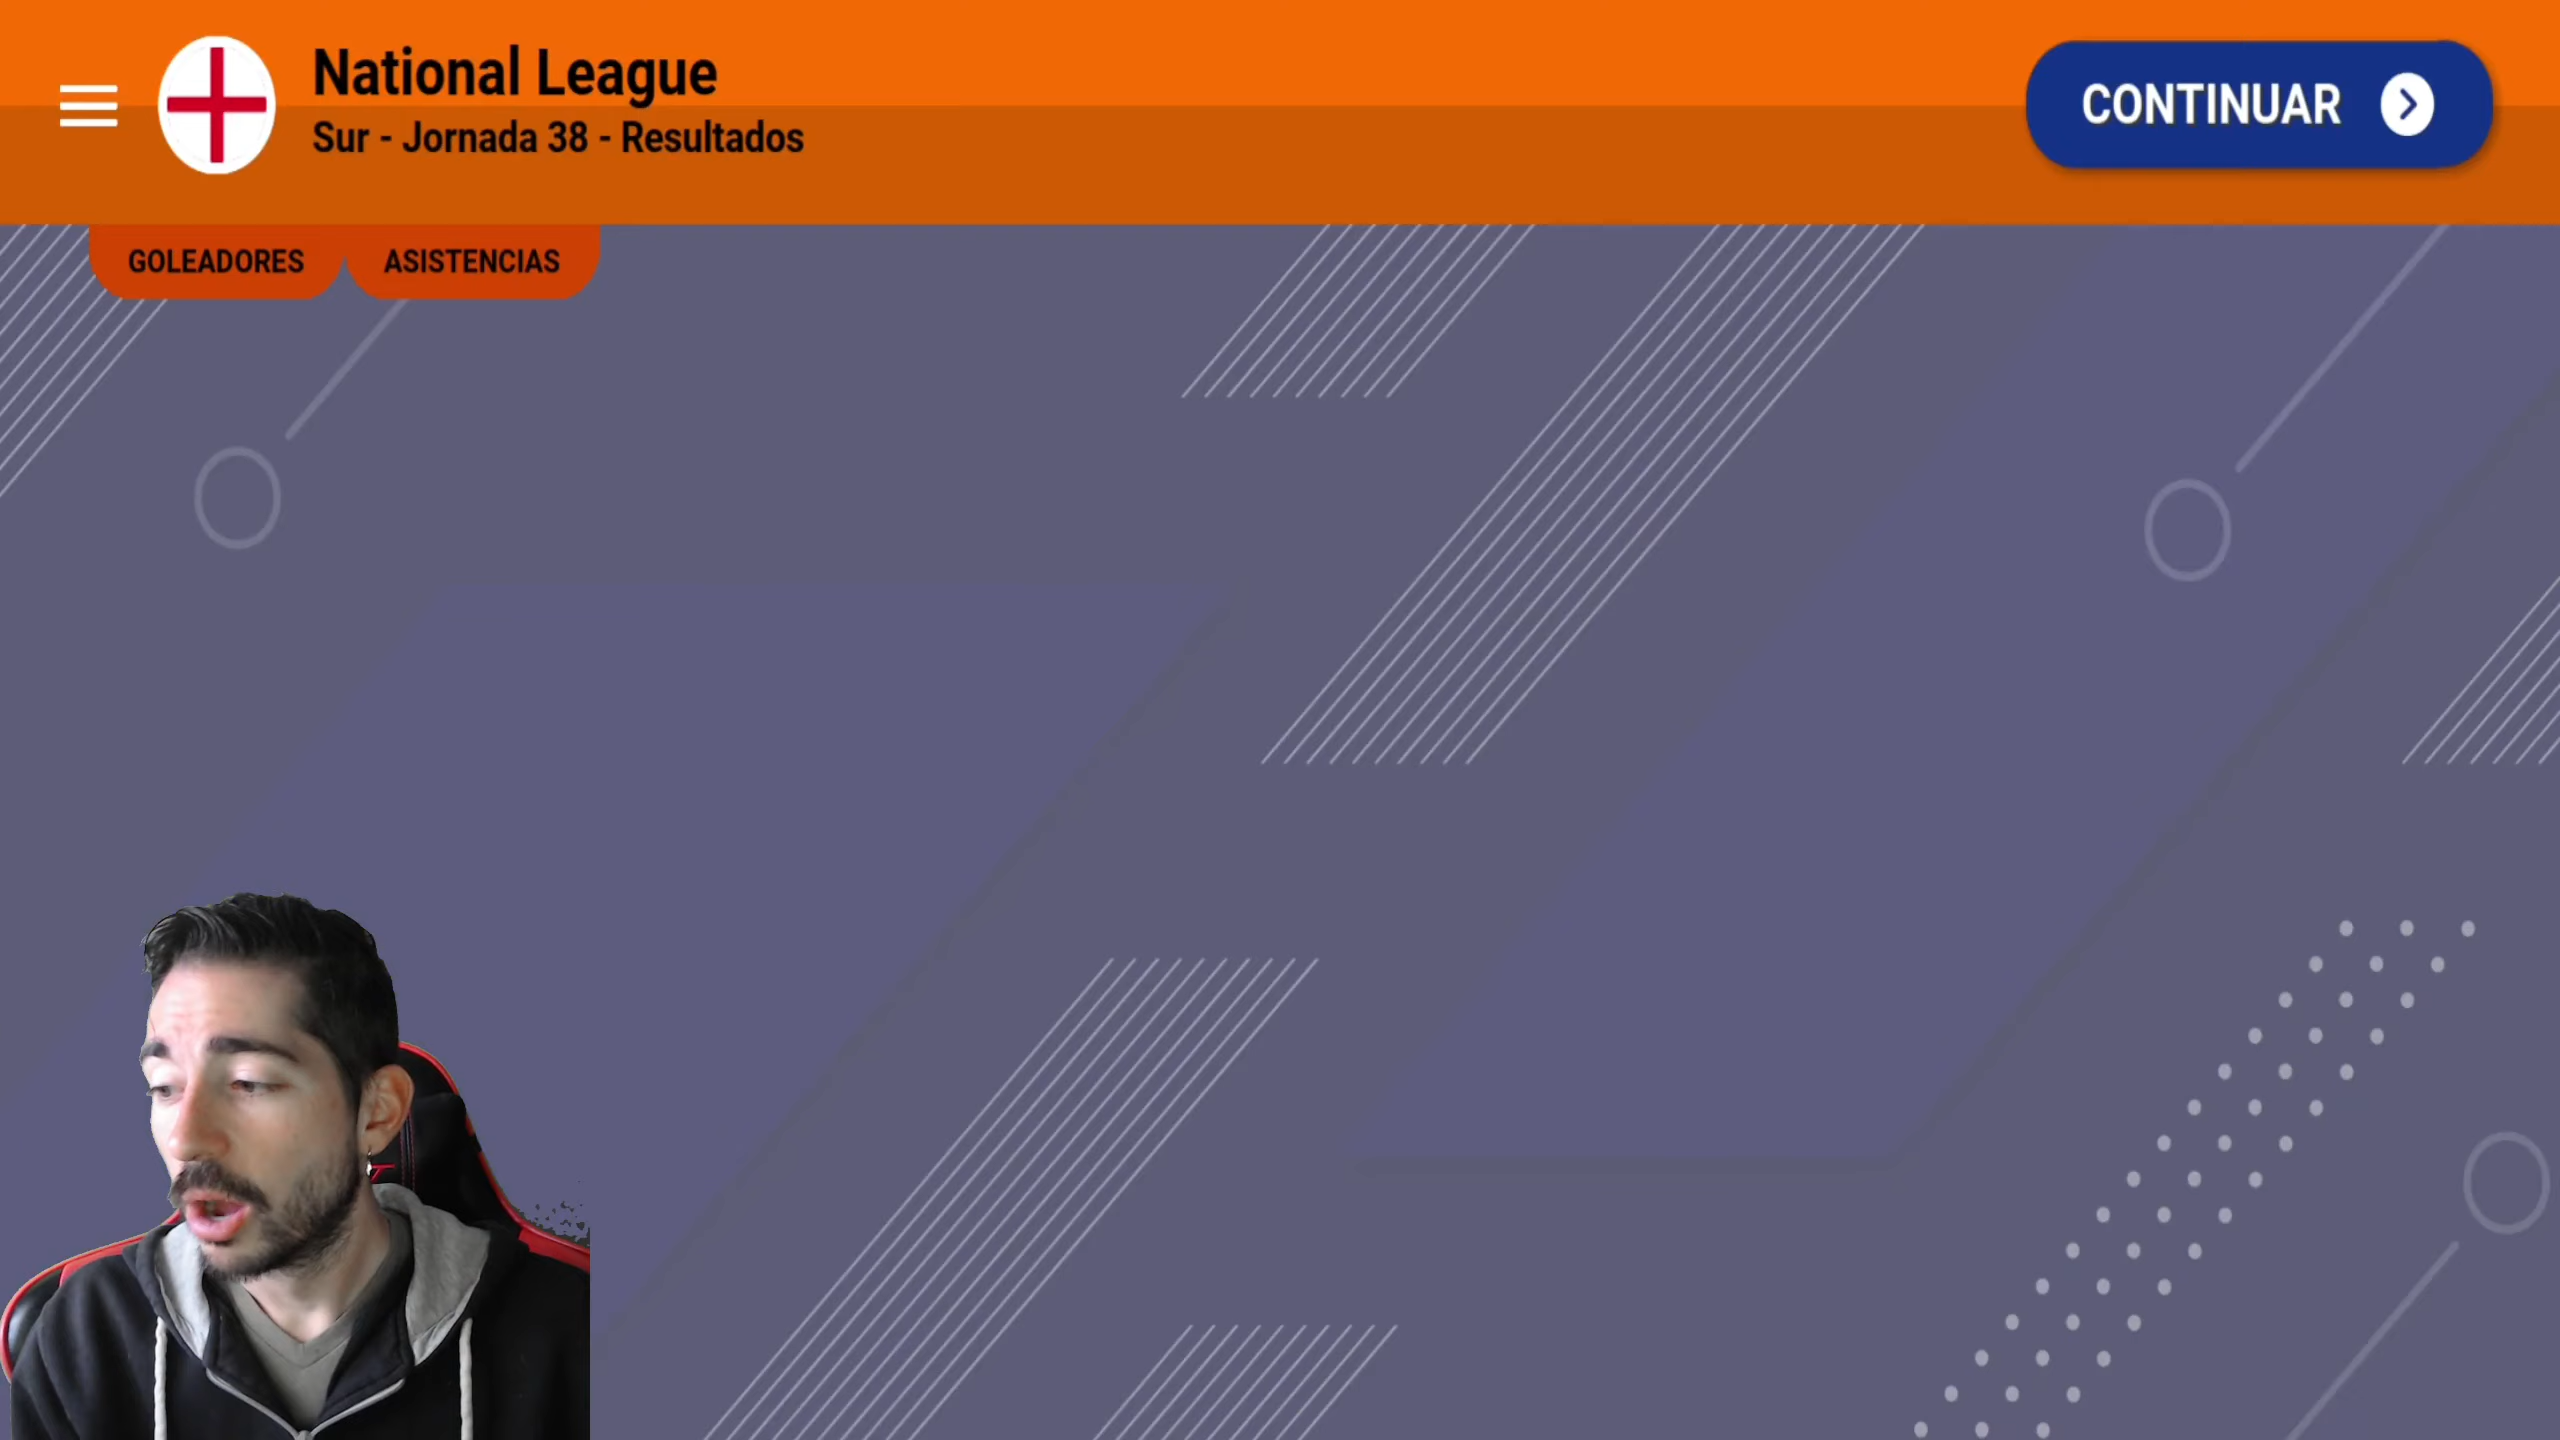 National League
Sur - Jornada 38 - Resultados
CONTINUAR
GOLEADORES
ASISTENCIAS